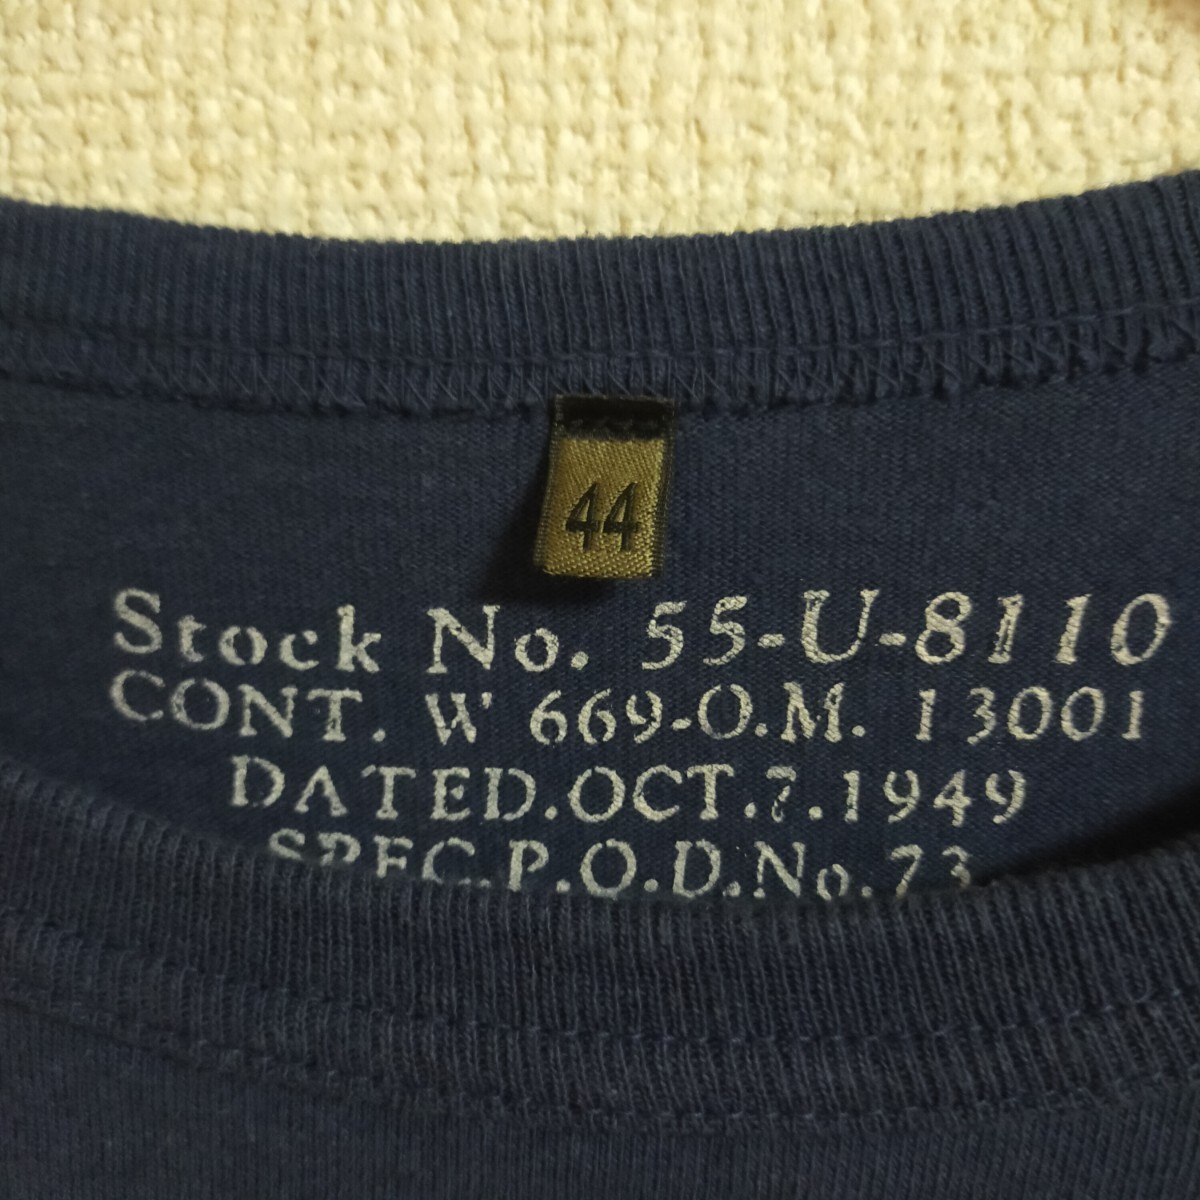 44
Stock No. 55-U-8110
CONT. W 669-O.M. 13001
DATED.OCT.7.1949
SPEC.P.O.D.No.73